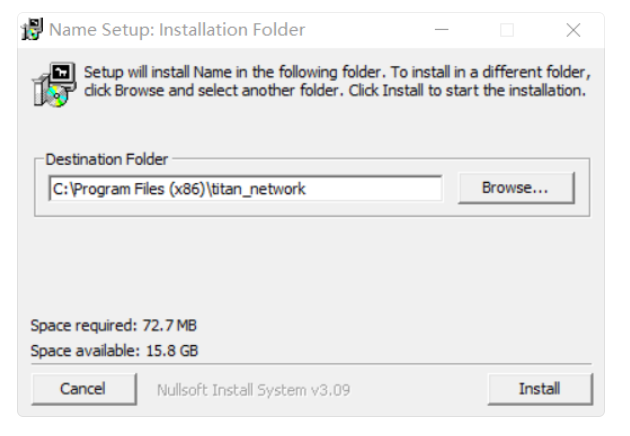 Name Setup: Installation Folder
Setup will install Name in the following folder. To install in a different folder,
click Browse and select another folder. Click Install to start the installation.
Destination Folder
C:\Program Files (x86)\titan_network
Browse...
Space required: 72.7 MB
Space available: 15.8 GB
Cancel
Nullsoft Install System v3.09
Install